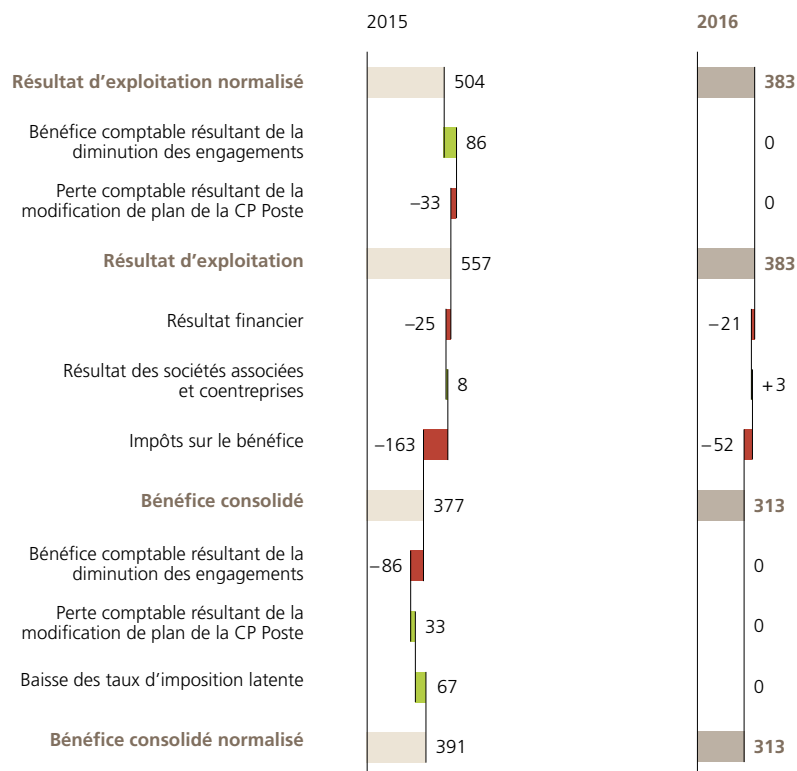 2015 2016
Résultat d’exploitation normalisé 504 383
Bénéfice comptable résultant de la
diminution des engagements 86 0
Perte comptable résultant de la
modification de plan de la CP Poste –33 0
Résultat d’exploitation 557 383
Résultat financier –25 –21
Résultat des sociétés associées
et coentreprises 8 +3
Impôts sur le bénéfice –163 –52
Bénéfice consolidé 377 313
Bénéfice comptable résultant de la
diminution des engagements –86 0
Perte comptable résultant de la
modification de plan de la CP Poste 33 0
Baisse des taux d’imposition latente 67 0
Bénéfice consolidé normalisé 391 313